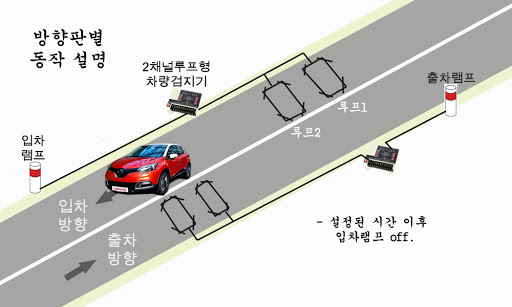 방향판별
동작 설명
2채널루프형
차량검지기
출차램프
루프1
루프2
입차
램프
입차
방향
출차
방향
- 설정된 시간 이후
입차램프 off.